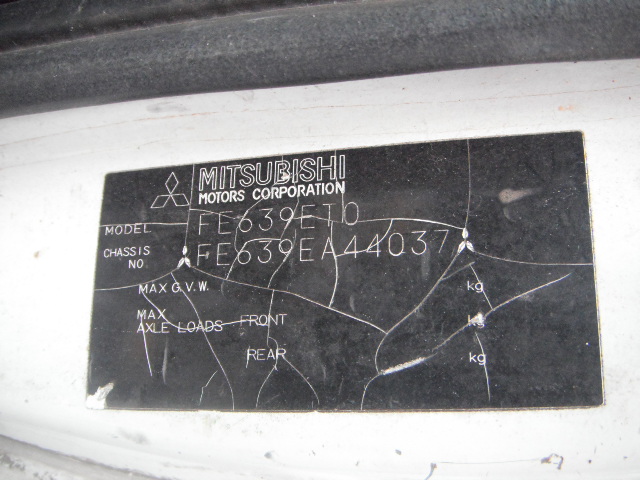 MITSUBISHI
MOTORS CORPORATION
MODEL FE639ET0
CHASSIS NO. FE639EA44037
MAX G.V.W. kg
MAX AXLE LOADS FRONT kg
REAR kg